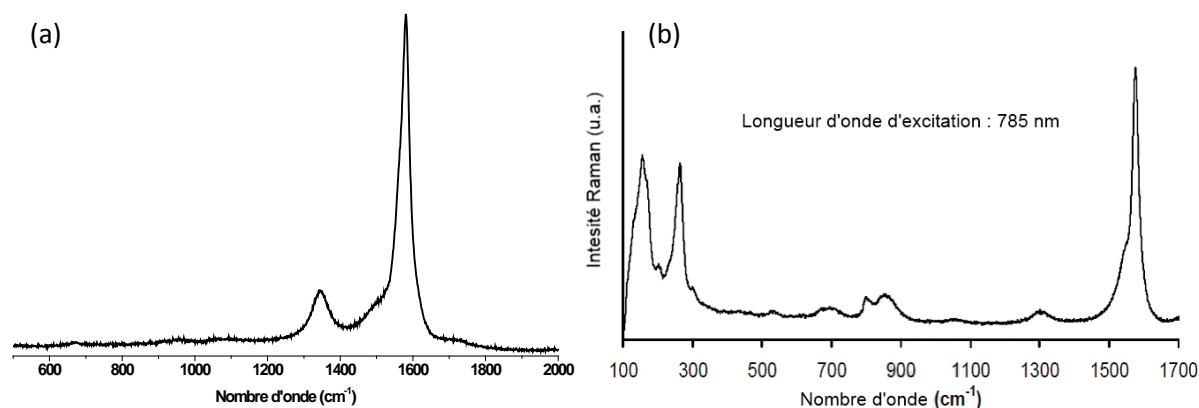 (a)
600 800 1000 1200 1400 1600 1800 2000
Nombre d'onde (cm-1)
(b)
Longueur d'onde d'excitation : 785 nm
Intesité Raman (u.a.)
100 300 500 700 900 1100 1300 1500 1700
Nombre d'onde (cm-1)